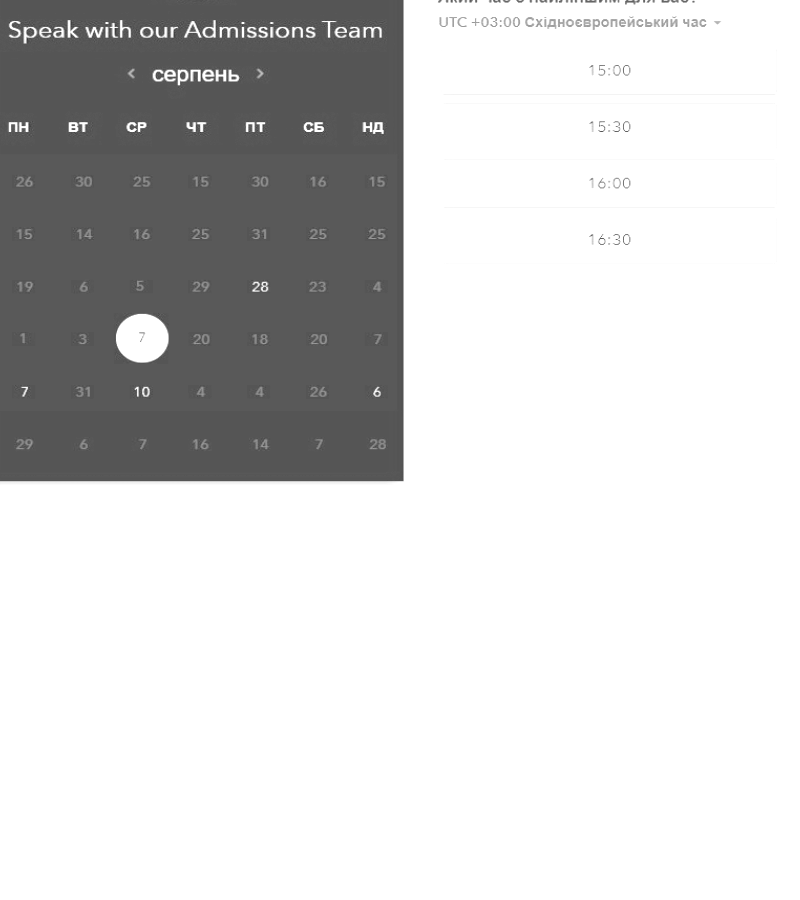 Speak with our Admissions Team
серпень
ПН ВТ СР ЧТ ПТ СБ НД
26 30 25 15 30 16 15
15 14 16 25 31 25 25
19 6 5 29 28 23 4
1 3 7 20 18 20 7
7 31 10 4 4 26 6
29 6 7 16 14 7 28
UTC +03:00 Східноєвропейський час
15:00
15:30
16:00
16:30